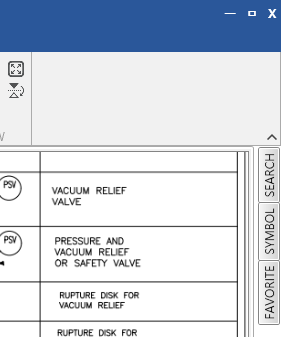 PSV
VACUUM RELIEF
VALVE
PSV
PRESSURE AND
VACUUM RELIEF
OR SAFETY VALVE
RUPTURE DISK FOR
VACUUM RELIEF
RUPTURE DISK FOR
SEARCH
SYMBOL
FAVORITE